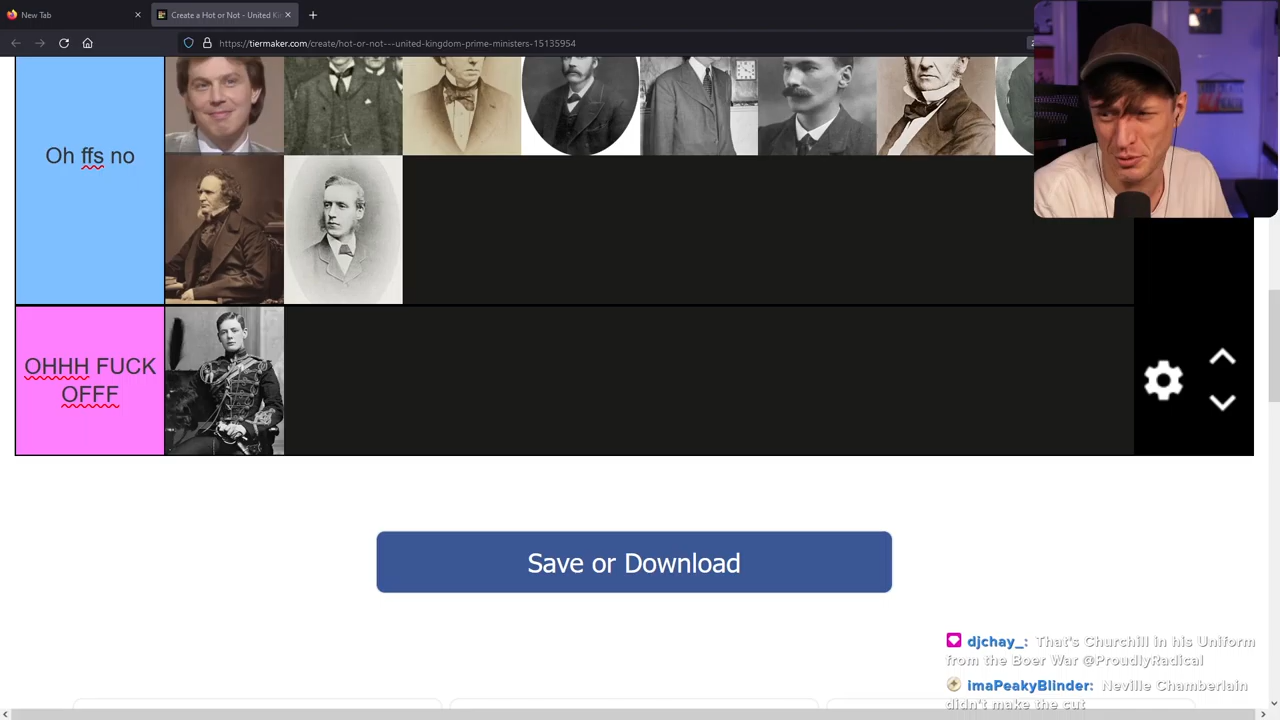 New Tab
Create a Hot or Not - United Kin
https://tiermaker.com/create/hot-or-not---united-kingdom-prime-ministers-15135954
Oh ffs no
OHHH FUCK
OFFF
Save or Download
djchay_: That's Churchill in his Uniform
from the Boer War @ProudlyRadical
imaPeakyBlinder: Neville Chamberlain
didn't make the cut